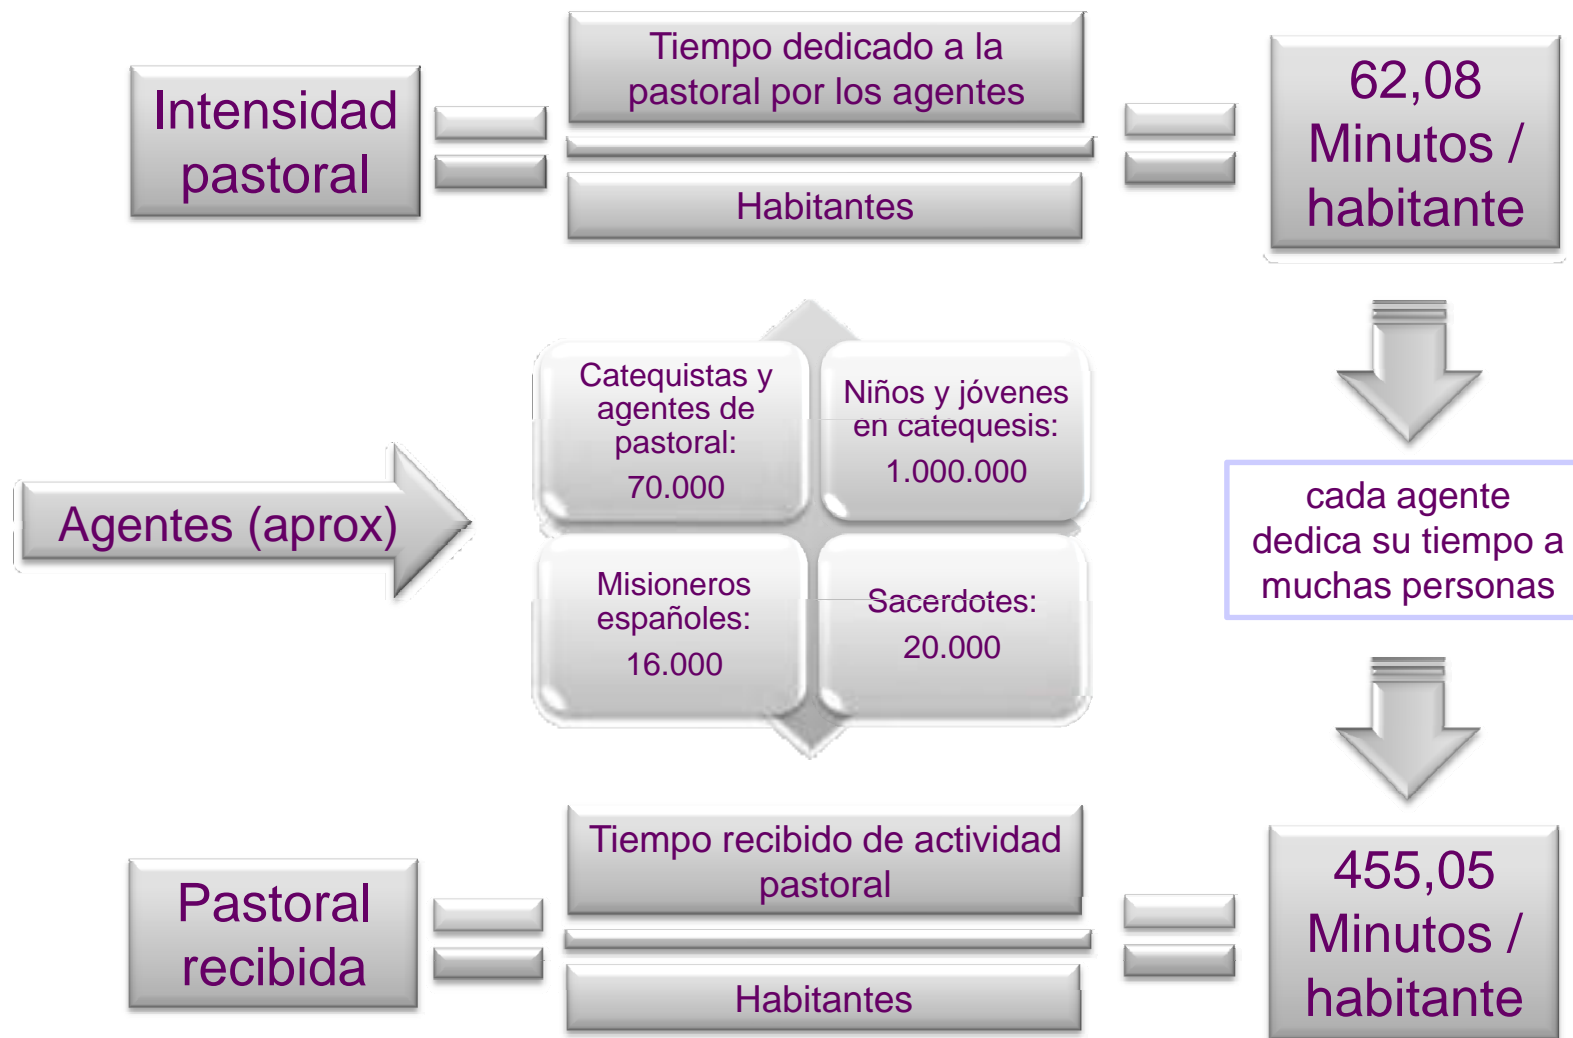 Intensidad
pastoral
Tiempo dedicado a la
pastoral por los agentes
Habitantes
62,08
Minutos /
habitante
Agentes (aprox)
Catequistas y
agentes de
pastoral:
70.000
Niños y jóvenes
en catequesis:
1.000.000
Misioneros
españoles:
16.000
Sacerdotes:
20.000
cada agente
dedica su tiempo a
muchas personas
Pastoral
recibida
Tiempo recibido de actividad
pastoral
Habitantes
455,05
Minutos /
habitante